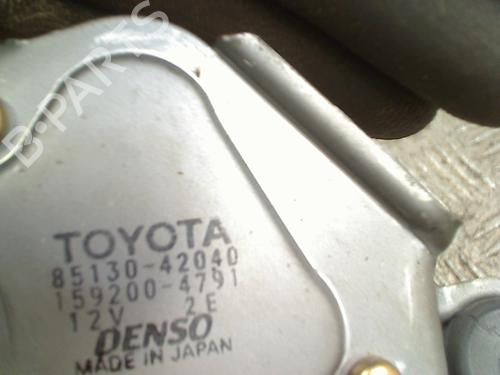 B-PARTS
TOYOTA
85130-42040
159200-4791
12V 2E
DENSO
MADE IN JAPAN